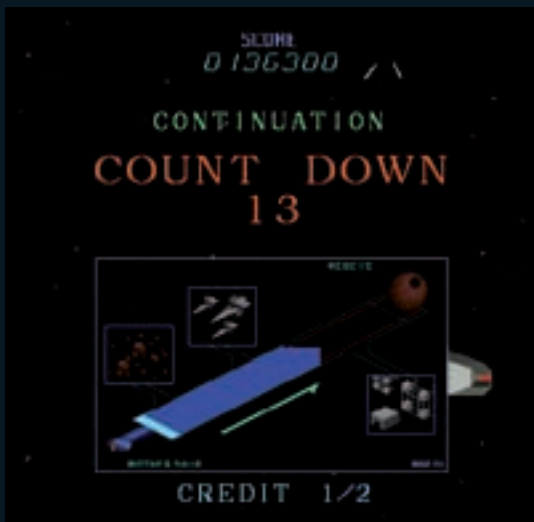 SCORE
0136300
CONTINUATION
COUNT DOWN
13
CREDIT 1/2